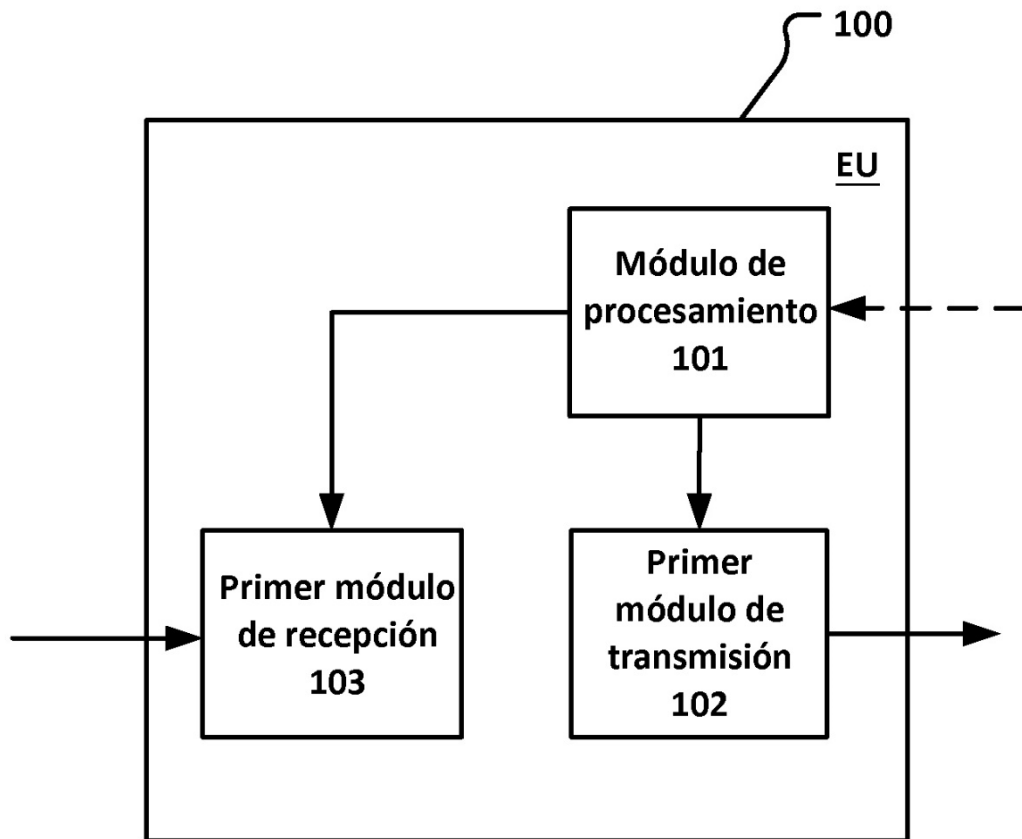 100
EU
Módulo de
procesamiento
101
Primer módulo
de recepción
103
Primer
módulo de
transmisión
102